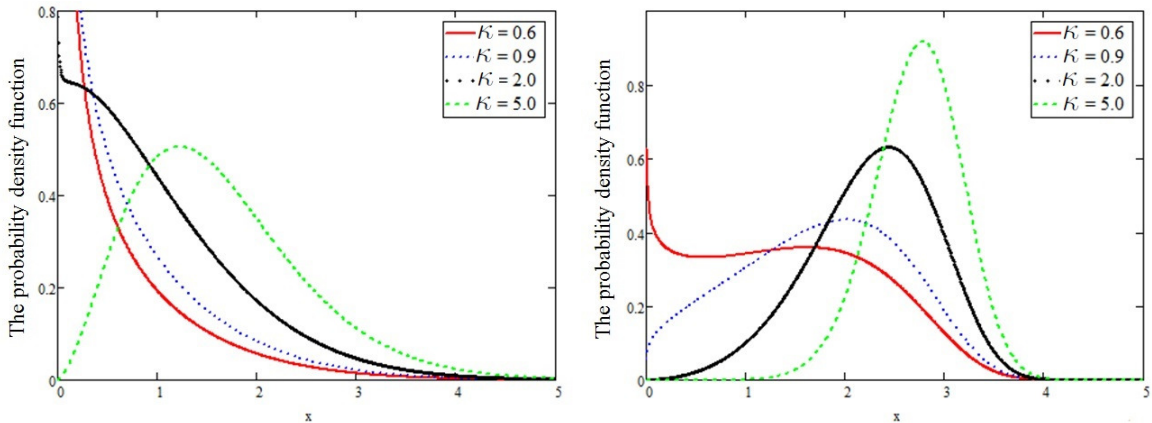 The probability density function
0.8
0.6
0.4
0.2
0
κ = 0.6
κ = 0.9
κ = 2.0
κ = 5.0
0 1 2 3 4 5
x
The probability density function
0.8
0.6
0.4
0.2
0
κ = 0.6
κ = 0.9
κ = 2.0
κ = 5.0
0 1 2 3 4 5
x